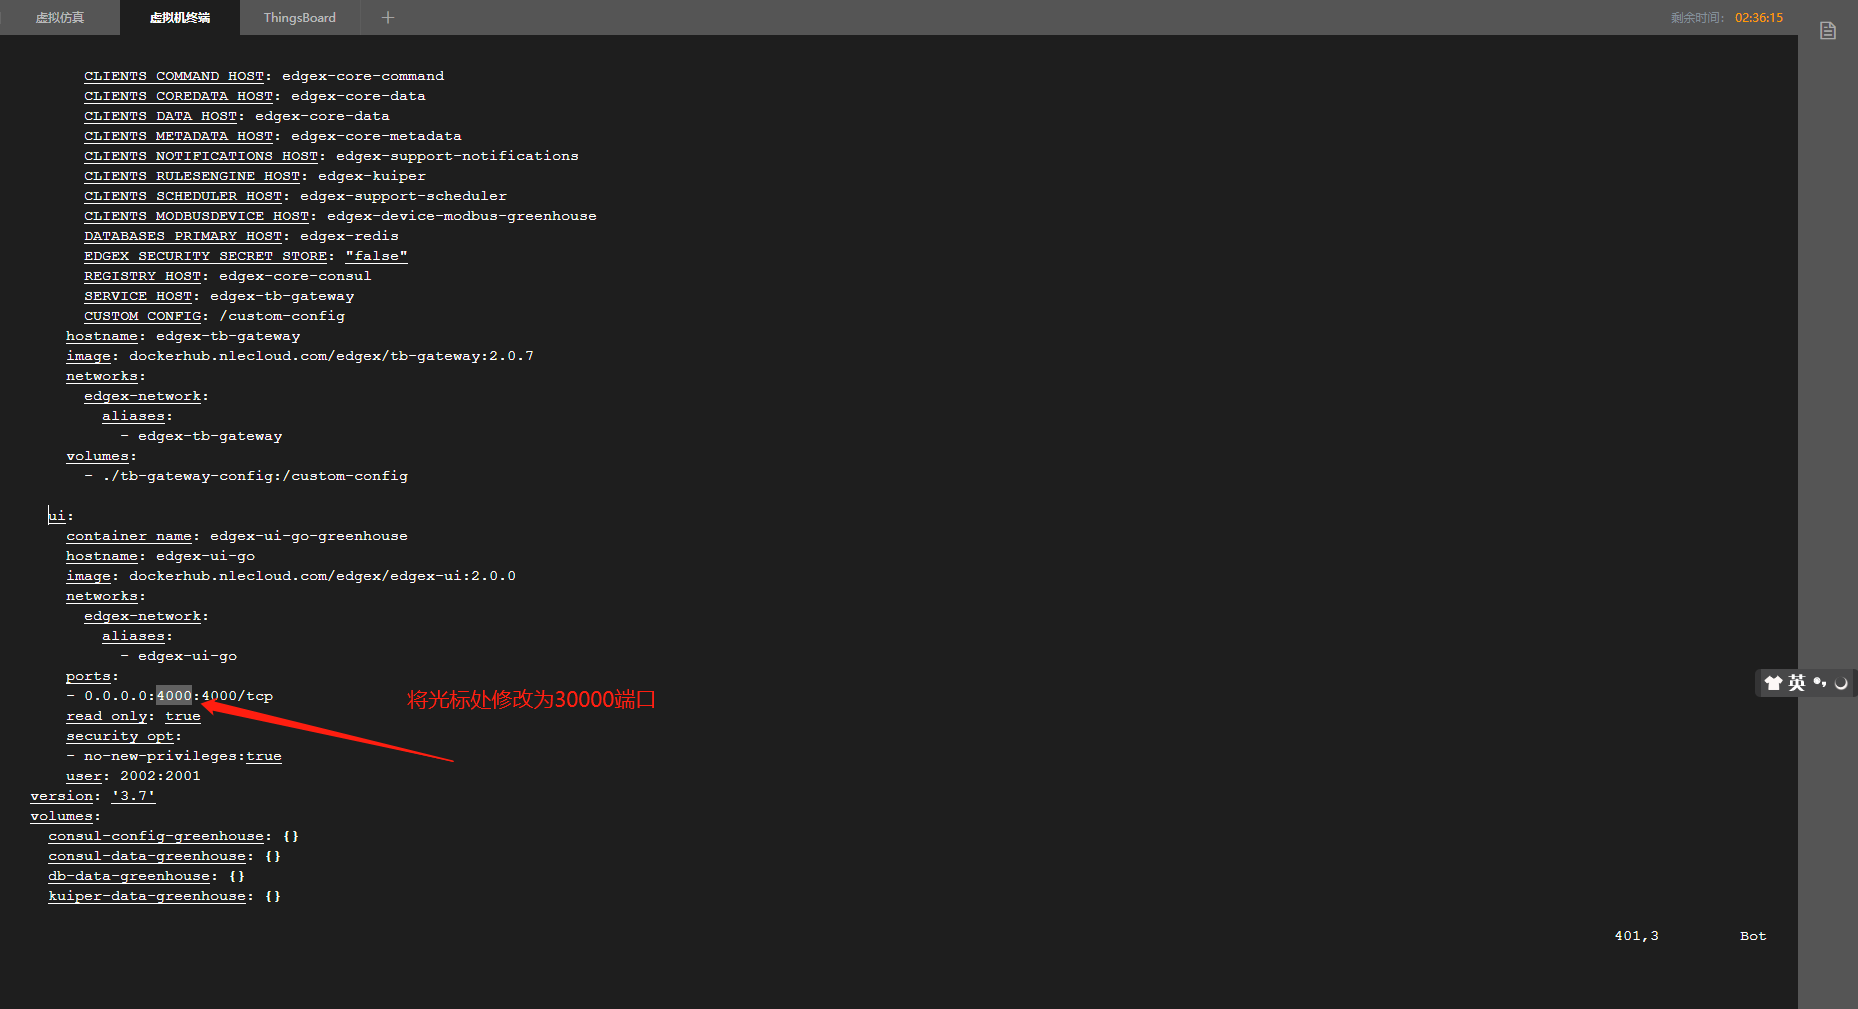 虚拟仿真 虚拟机终端 ThingsBoard + 剩余时间: 02:36:15
CLIENTS_COMMAND_HOST: edgex-core-command
CLIENTS_COREDATA_HOST: edgex-core-data
CLIENTS_DATA_HOST: edgex-core-data
CLIENTS_METADATA_HOST: edgex-core-metadata
CLIENTS_NOTIFICATIONS_HOST: edgex-support-notifications
CLIENTS_RULESENGINE_HOST: edgex-kuiper
CLIENTS_SCHEDULER_HOST: edgex-support-scheduler
CLIENTS_MODBUSDEVICE_HOST: edgex-device-modbus-greenhouse
DATABASES_PRIMARY_HOST: edgex-redis
EDGEX_SECURITY_SECRET_STORE: "false"
REGISTRY_HOST: edgex-core-consul
SERVICE_HOST: edgex-tb-gateway
CUSTOM_CONFIG: /custom-config
hostname: edgex-tb-gateway
image: dockerhub.nlecloud.com/edgex/tb-gateway:2.0.7
networks:
edgex-network:
aliases:
- edgex-tb-gateway
volumes:
- ./tb-gateway-config:/custom-config
ui:
container_name: edgex-ui-go-greenhouse
hostname: edgex-ui-go
image: dockerhub.nlecloud.com/edgex/edgex-ui:2.0.0
networks:
edgex-network:
aliases:
- edgex-ui-go
ports:
- 0.0.0.0:4000:4000/tcp
将光标处修改为30000端口
read_only: true
security_opt:
- no-new-privileges:true
user: 2002:2001
version: '3.7'
volumes:
consul-config-greenhouse: {}
consul-data-greenhouse: {}
db-data-greenhouse: {}
kuiper-data-greenhouse: {}
401,3 Bot
英